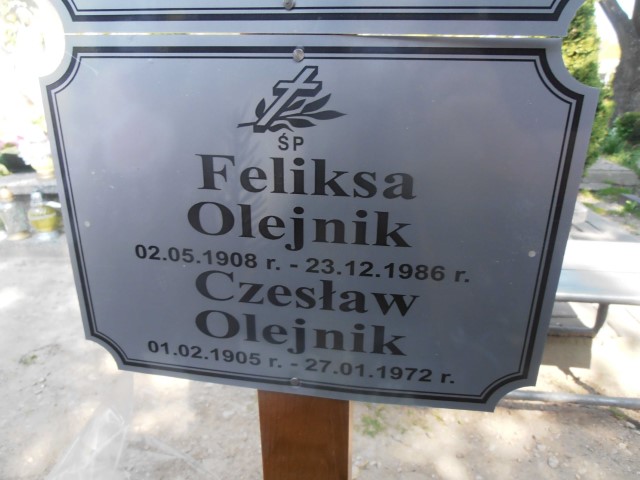 ŚP
Feliksa
Olejnik
02.05.1908 r. - 23.12.1986 r.
Czesław
Olejnik
01.02.1905 r. - 27.01.1972 r.